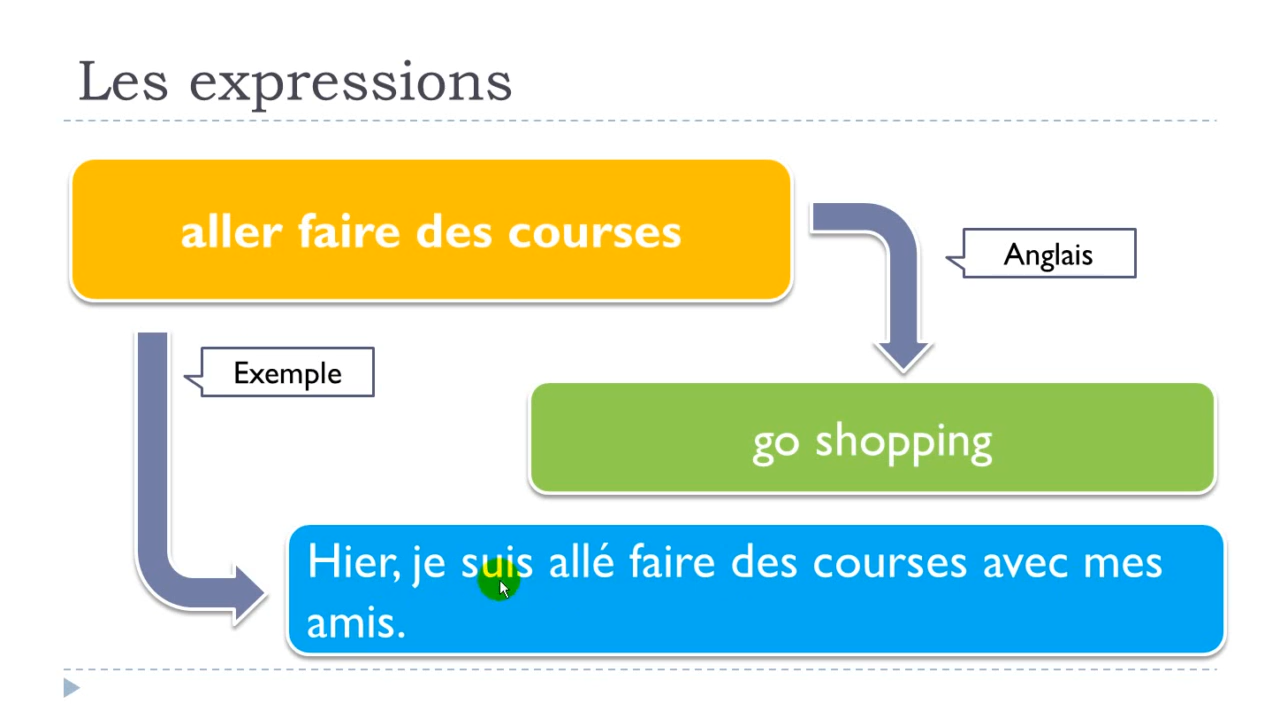 Les expressions
aller faire des courses
Anglais
Exemple
go shopping
Hier, je suis allé faire des courses avec mes
amis.